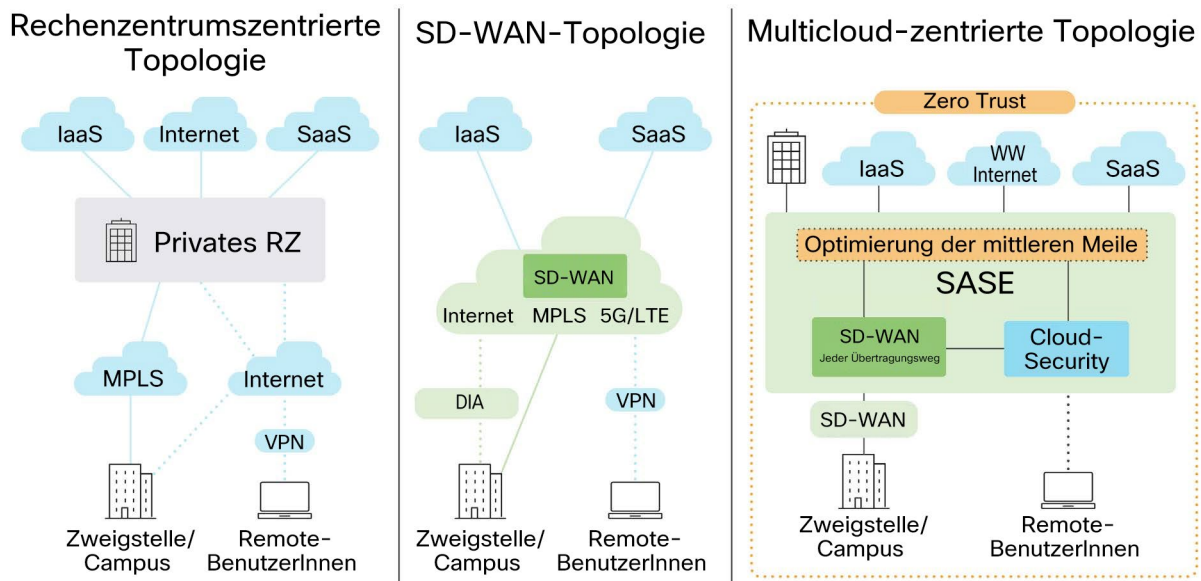 Rechenzentrumszentrierte
Topologie
IaaS
Internet
SaaS
Privates RZ
MPLS
Internet
VPN
Zweigstelle/
Campus
Remote-
BenutzerInnen
SD-WAN-Topologie
IaaS
SaaS
SD-WAN
Internet
MPLS
5G/LTE
DIA
VPN
Zweigstelle/
Campus
Remote-
BenutzerInnen
Multicloud-zentrierte Topologie
Zero Trust
IaaS
WW
Internet
SaaS
Optimierung der mittleren Meile
SASE
SD-WAN
Jeder Übertragungsweg
Cloud-
Security
SD-WAN
Zweigstelle/
Campus
Remote-
BenutzerInnen